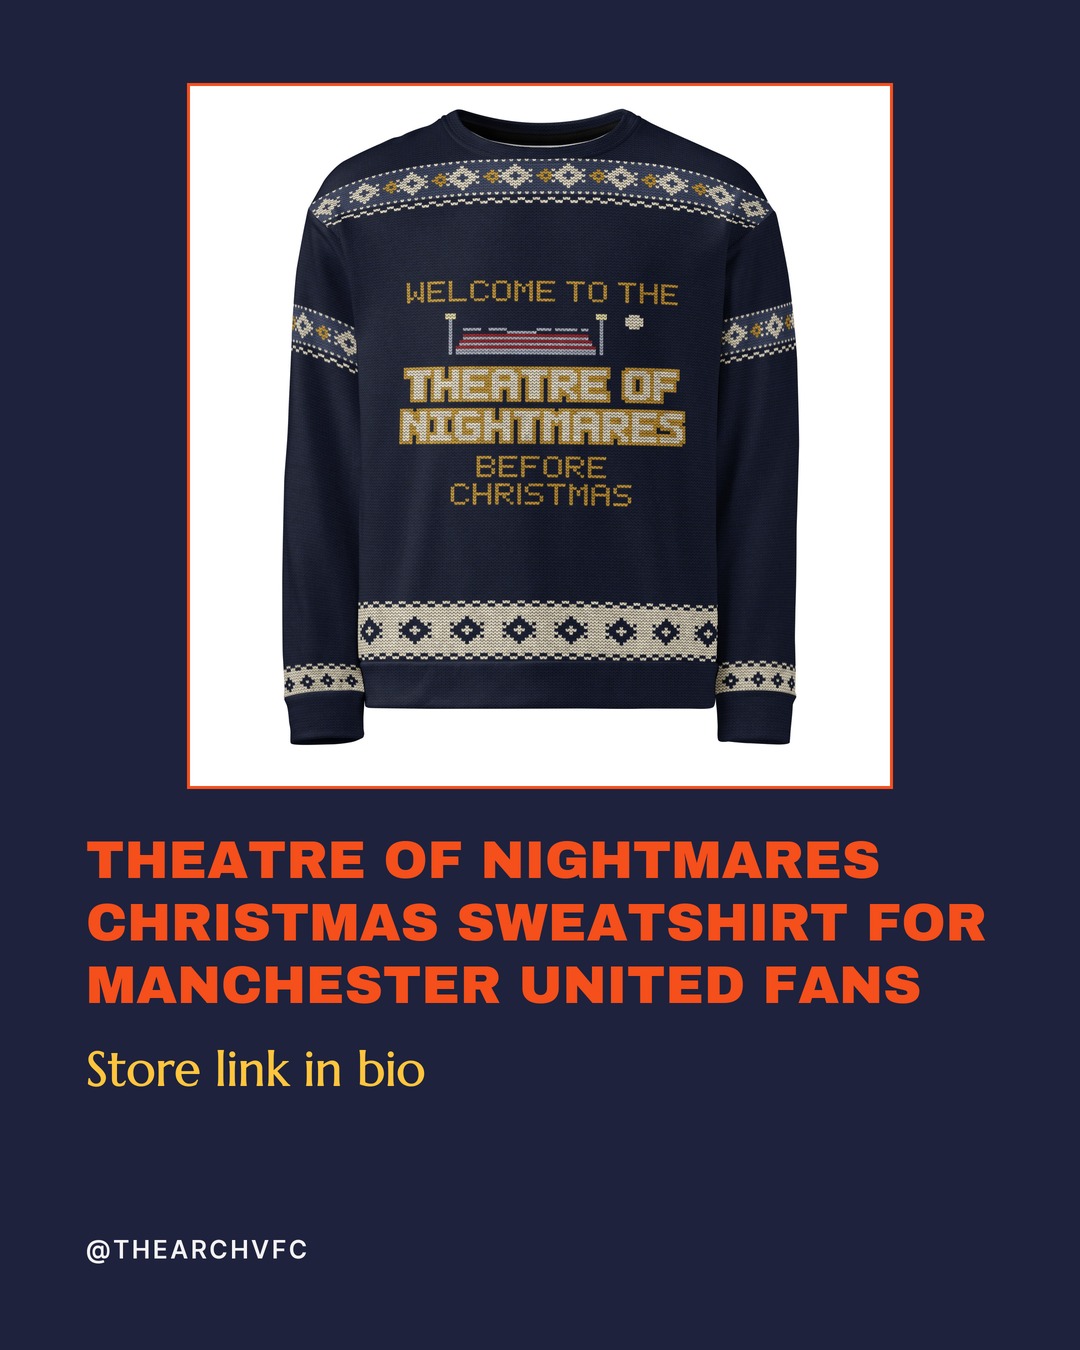 WELCOME TO THE
THEATRE OF
NIGHTMARES
BEFORE
CHRISTMAS
THEATRE OF NIGHTMARES
CHRISTMAS SWEATSHIRT FOR
MANCHESTER UNITED FANS
Store link in bio
@THEARCHVFC